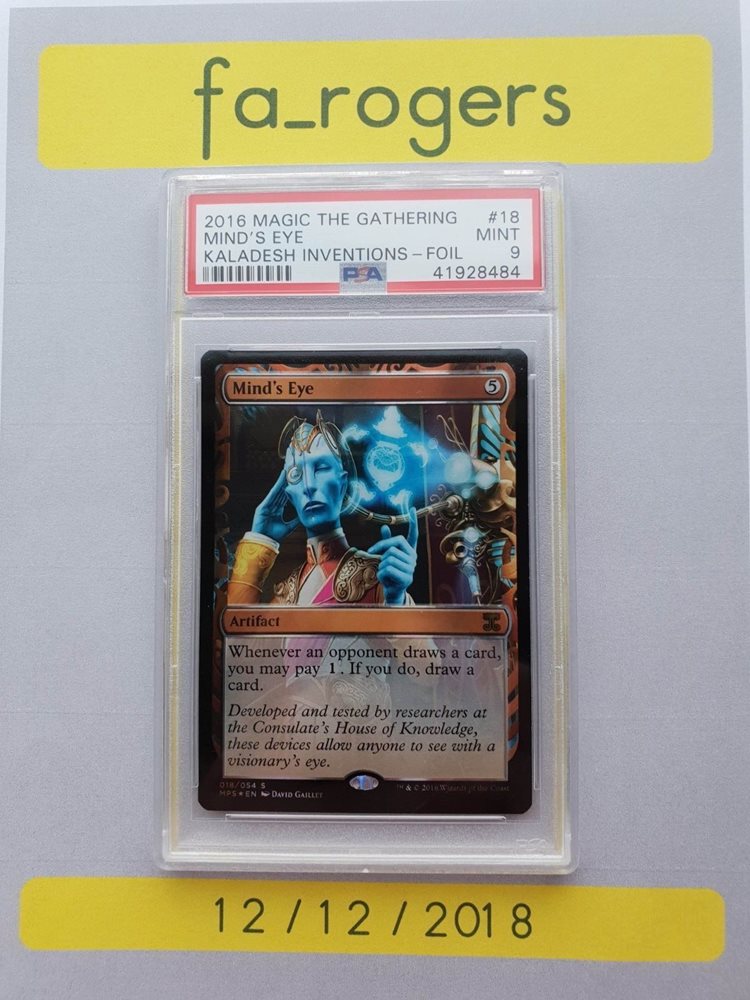 fa_rogers
2016 MAGIC THE GATHERING #18
MIND'S EYE MINT
KALADESH INVENTIONS - FOIL 9
PSA 41928484
Mind's Eye 5
Artifact
Whenever an opponent draws a card,
you may pay 1. If you do, draw a
card.
Developed and tested by researchers at
the Consulate's House of Knowledge,
these devices allow anyone to see with a
visionary's eye.
018/054 S
MPS★EN DAVID GAILLET
™ & © 2016 Wizards of the Coast
12/12/2018